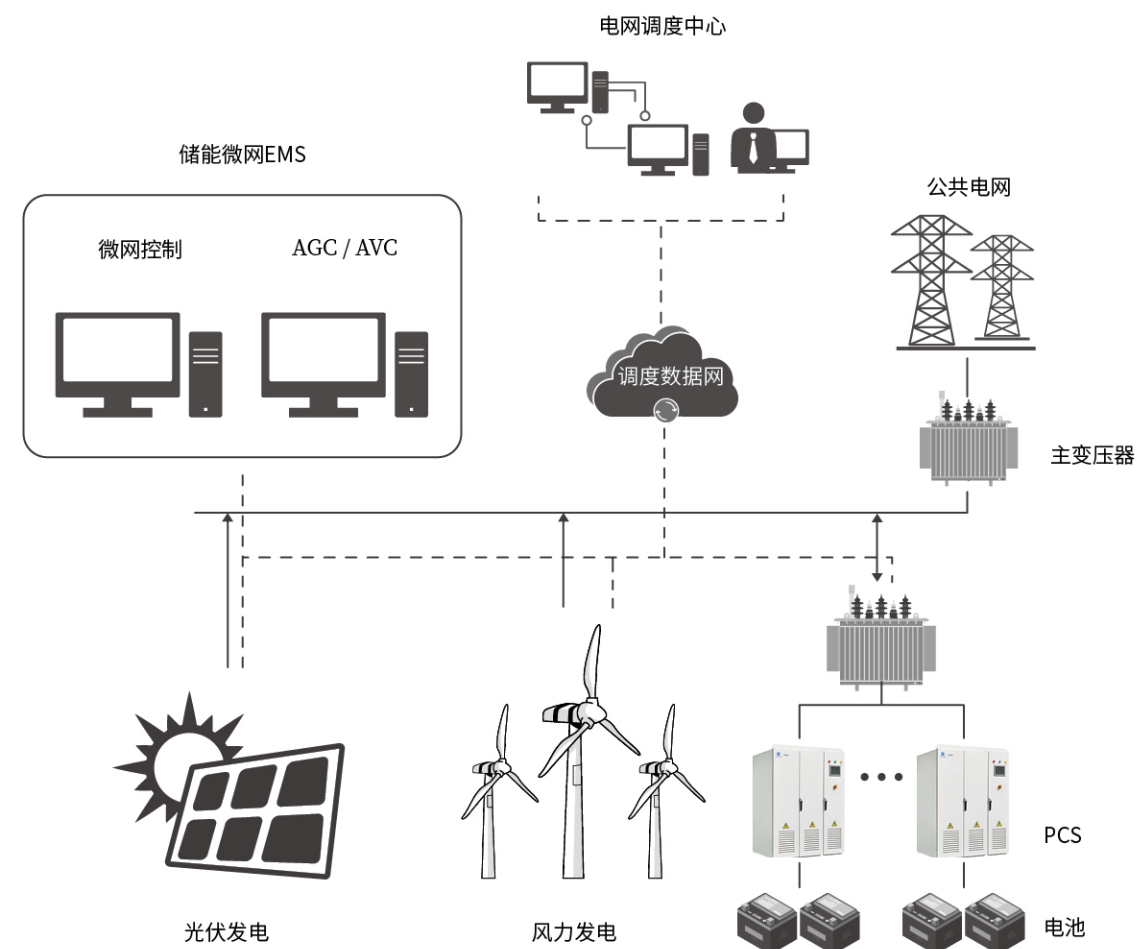 电网调度中心
储能微网EMS
公共电网
微网控制
AGC / AVC
调度数据网
主变压器
PCS
光伏发电
风力发电
电池